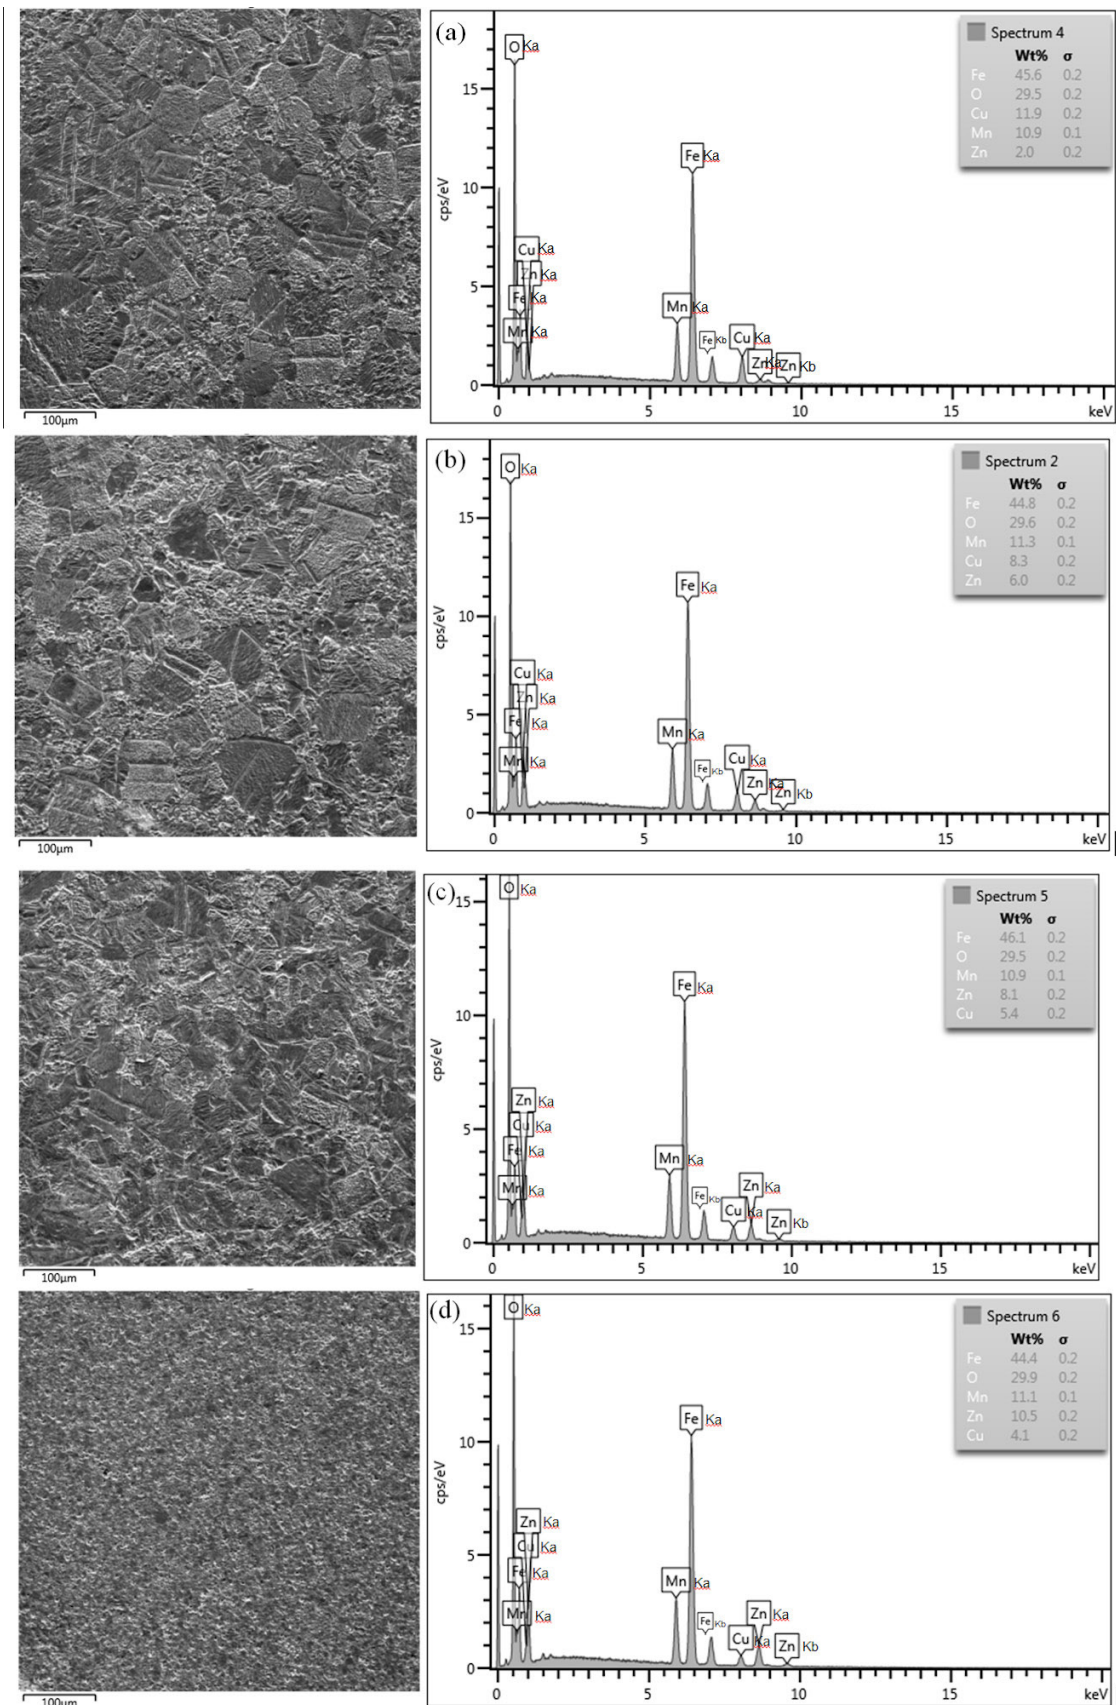 (a)
Spectrum 4
Wt% σ
Fe 45.6 0.2
O 29.5 0.2
Cu 11.9 0.2
Mn 10.9 0.1
Zn 2.0 0.2
O Ka
15
Fe Ka
10
cps/eV
Cu Ka
Zn Ka
5
Fe Ka
Mn Ka
Mn Ka
Fe Kb
Cu Ka
Zn Ka
Zn Kb
0
0 5 10 15 keV
100µm
(b)
Spectrum 2
Wt% σ
Fe 44.8 0.2
O 29.6 0.2
Mn 11.3 0.1
Cu 8.3 0.2
Zn 6.0 0.2
O Ka
15
Fe Ka
10
cps/eV
Cu Ka
Zn Ka
5
Fe Ka
Mn Ka
Mn Ka
Fe Kb
Cu Ka
Zn Ka
Zn Kb
0
0 5 10 15 keV
100µm
(c)
Spectrum 5
Wt% σ
Fe 46.1 0.2
O 29.5 0.2
Mn 10.9 0.1
Zn 8.1 0.2
Cu 5.4 0.2
O Ka
15
Fe Ka
10
cps/eV
Zn Ka
Cu Ka
5
Fe Ka
Mn Ka
Mn Ka
Fe Kb
Cu Ka
Zn Ka
Zn Kb
0
0 5 10 15 keV
100µm
(d)
Spectrum 6
Wt% σ
Fe 44.4 0.2
O 29.9 0.2
Mn 11.1 0.1
Zn 10.5 0.2
Cu 4.1 0.2
O Ka
15
Fe Ka
10
cps/eV
Zn Ka
Cu Ka
5
Fe Ka
Mn Ka
Mn Ka
Fe Kb
Cu Ka
Zn Ka
Zn Kb
0
0 5 10 15 keV
100µm